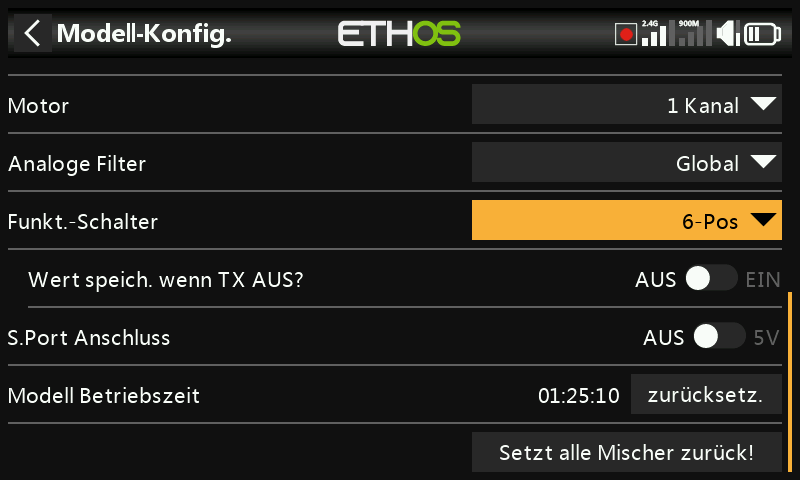 Modell-Konfig. ETHOS 2.4G 900M
Motor 1 Kanal
Analoge Filter Global
Funkt.-Schalter 6-Pos
Wert speich. wenn TX AUS? AUS EIN
S.Port Anschluss AUS 5V
Modell Betriebszeit 01:25:10 zurücksetz.
Setzt alle Mischer zurück!